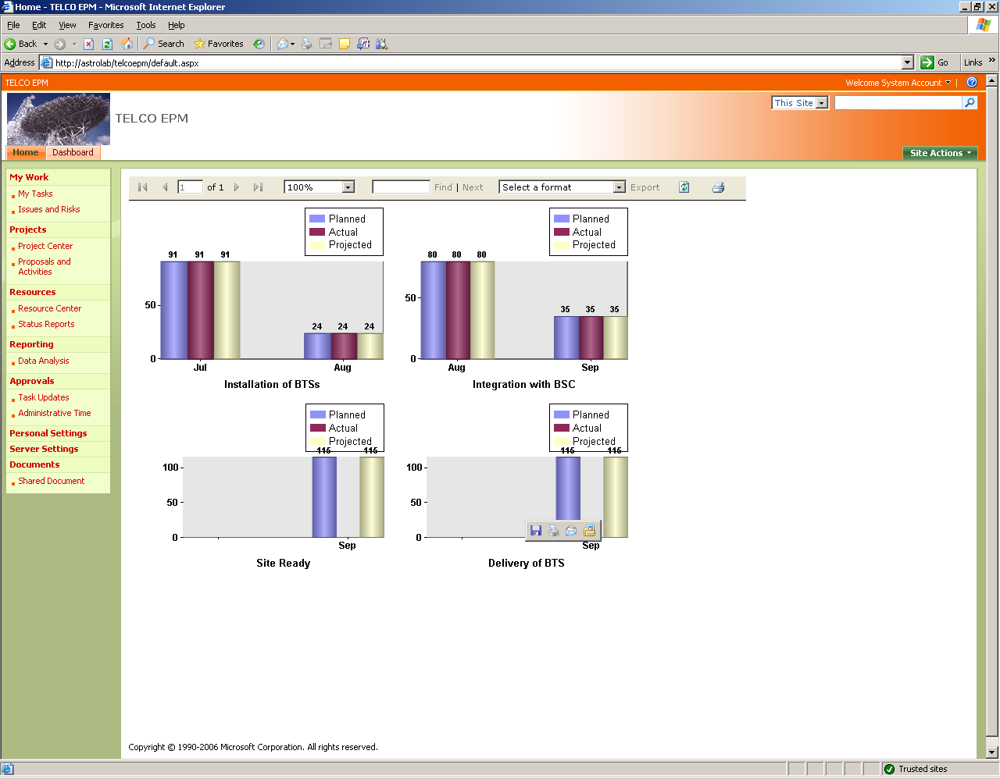 Home - TELCO EPM - Microsoft Internet Explorer
File Edit View Favorites Tools Help
Back Search Favorites
Address http://astrolab/telcoepm/default.aspx Go Links »
TELCO EPM Welcome System Account |
TELCO EPM This Site
Home Dashboard Site Actions
My Work
My Tasks
Issues and Risks
Projects
Project Center
Proposals and
Activities
Resources
Resource Center
Status Reports
Reporting
Data Analysis
Approvals
Task Updates
Administrative Time
Personal Settings
Server Settings
Documents
Shared Document
1 of 1 100% Find | Next Select a format Export
Planned
Actual
Projected
91 91 91
50
24 24 24
0
Jul Aug
Installation of BTSs
Planned
Actual
Projected
80 80 80
50
35 35 35
0
Aug Sep
Integration with BSC
Planned
Actual
Projected
115 115
100
50
0
Sep
Site Ready
Planned
Actual
Projected
115 115
100
50
0
Sep
Delivery of BTS
Copyright © 1990-2006 Microsoft Corporation. All rights reserved.
Trusted sites